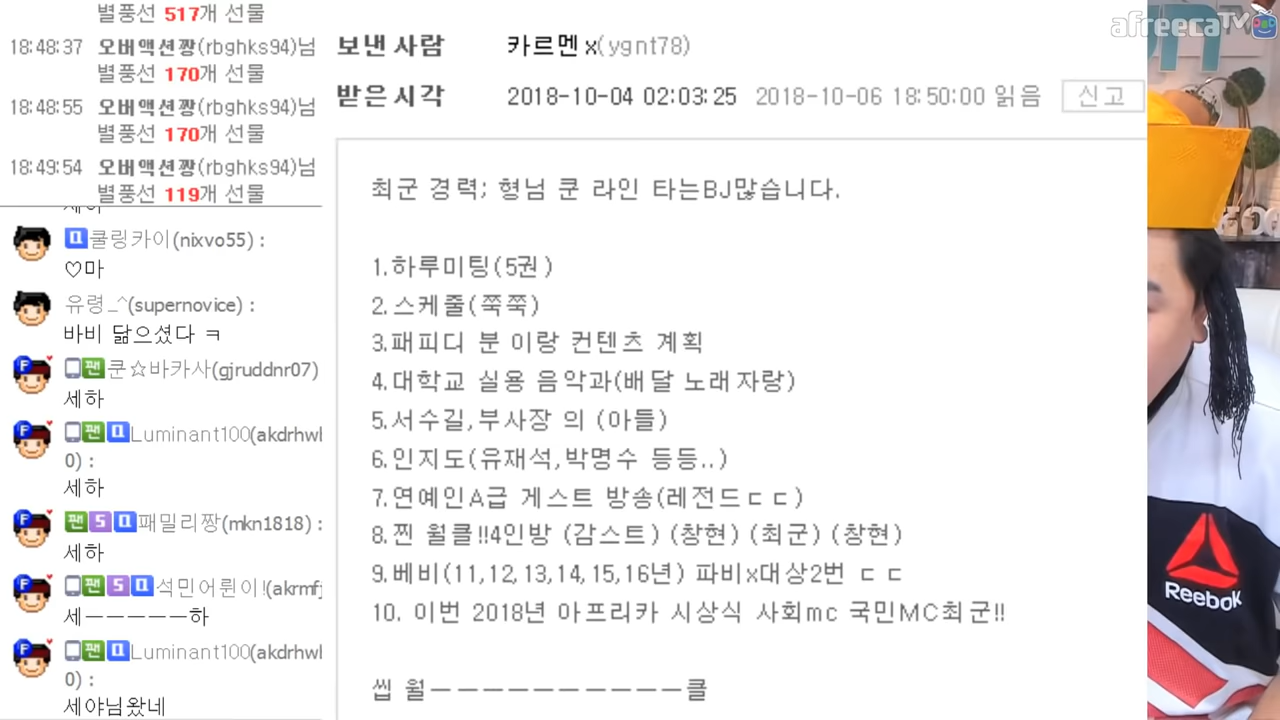 별풍선 517개 선물
18:48:37 오버액션짱(rbghks94)님
별풍선 170개 선물
18:48:55 오버액션짱(rbghks94)님
별풍선 170개 선물
18:49:54 오버액션짱(rbghks94)님
별풍선 119개 선물
쿨링카이(nixvo55) :
♡마
유령_^(supernovice) :
바비 닮으셨다 ㅋ
팬 쿤☆바카사(gjruddnr07)
세하
팬 Luminant100(akdrhwl
0) :
세하
팬 S 패밀리짱(mkn1818) :
세하
팬 S 석민어륀이!(akrmfj
세ㅡㅡㅡㅡㅡ하
팬 Luminant100(akdrhwl
0) :
세야님왔네
보낸 사람 카르멘x(ygnt78)
받은시각 2018-10-04 02:03:25 2018-10-06 18:50:00 읽음 신고
최군 경력; 형님 쿤 라인 타는BJ많습니다.
1.하루미팅(5권)
2.스케줄(쭉쭉)
3.패피디 분 이랑 컨텐츠 계획
4.대학교 실용 음악과(배달 노래자랑)
5.서수길,부사장 의 (아들)
6.인지도(유재석,박명수 등등..)
7.연예인A급 게스트 방송(레전드ㄷㄷ)
8.찐 월클!!4인방 (감스트) (창현) (최군) (창현)
9.베비(11,12,13,14,15,16년) 파비x대상2번 ㄷㄷ
10. 이번 2018년 아프리카 시상식 사회mc 국민MC최군!!
씹 월ㅡㅡㅡㅡㅡㅡㅡㅡㅡㅡ클
afreecaTV
Reebok